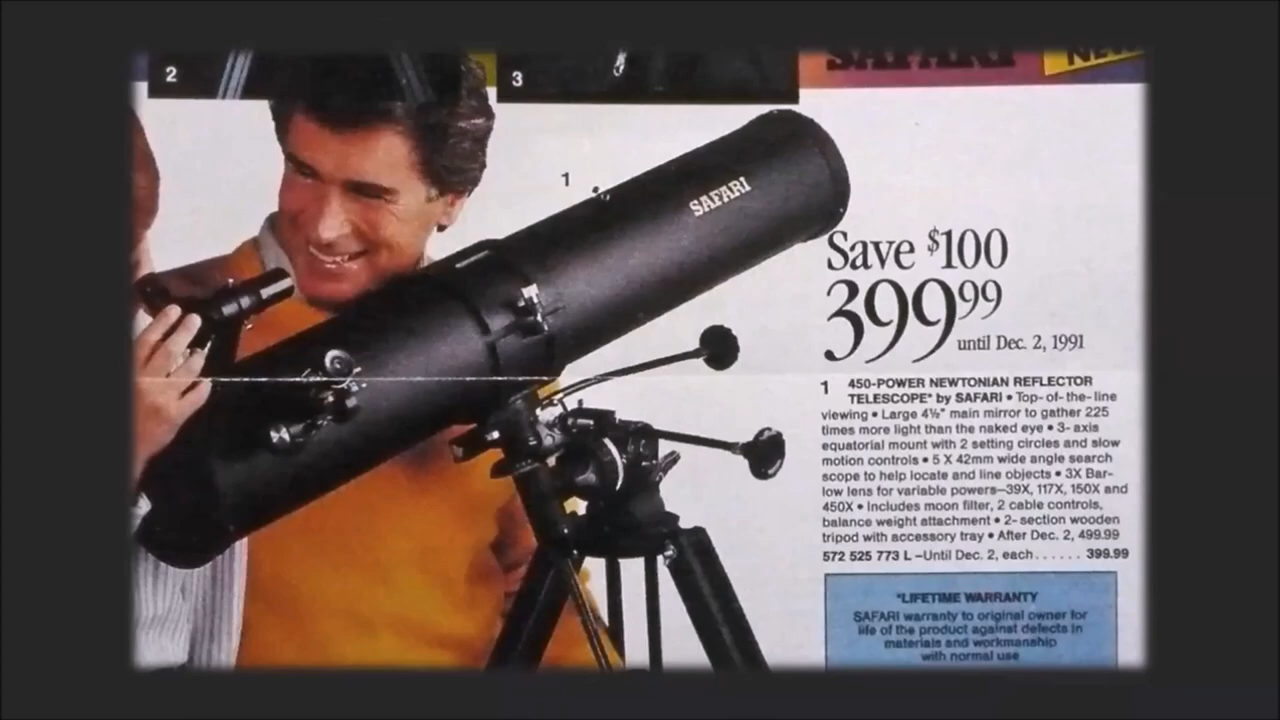 2
3
SAFARI
NEW
1
SAFARI
Save $100
399 99
until Dec. 2, 1991
1 450-POWER NEWTONIAN REFLECTOR
TELESCOPE* by SAFARI • Top-of-the-line
viewing • Large 4½" main mirror to gather 225
times more light than the naked eye • 3-axis
equatorial mount with 2 setting circles and slow
motion controls • 5 X 42mm wide angle search
scope to help locate and line objects • 3X Bar-
low lens for variable powers—39X, 117X, 150X and
450X • Includes moon filter, 2 cable controls,
balance weight attachment • 2-section wooden
tripod with accessory tray • After Dec. 2, 499.99
572 525 773 L –Until Dec. 2, each . . . . . . 399.99
*LIFETIME WARRANTY
SAFARI warranty to original owner for
life of the product against defects in
materials and workmanship
with normal use